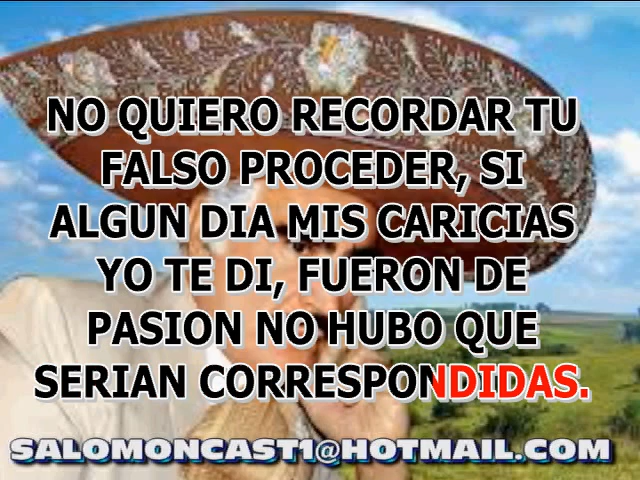 NO QUIERO RECORDAR TU
FALSO PROCEDER, SI
ALGUN DIA MIS CARICIAS
YO TE DI, FUERON DE
PASION NO HUBO QUE
SERIAN CORRESPONDIDAS.
SALOMONCAST1@HOTMAIL.COM